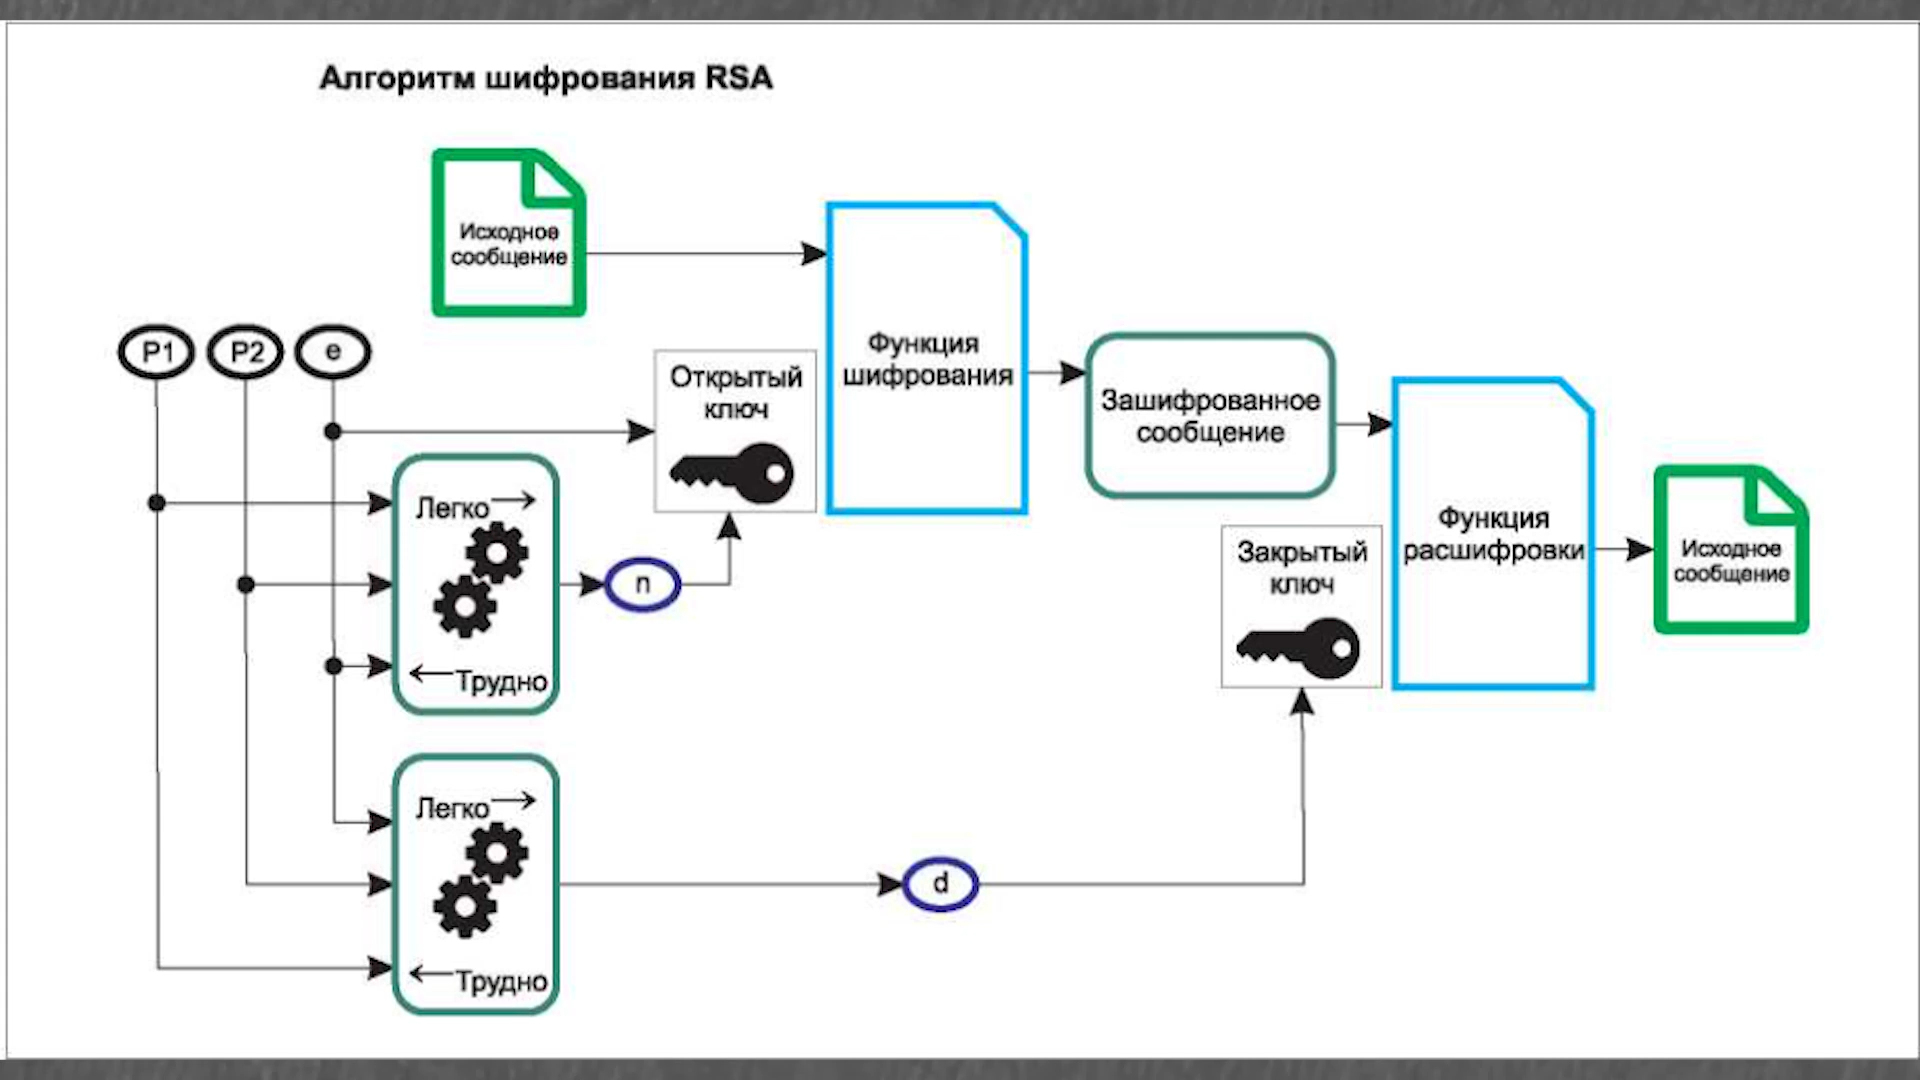 Алгоритм шифрования RSA
Исходное
сообщение
P1
P2
e
Открытый
ключ
Функция
шифрования
Зашифрованное
сообщение
Легко
Трудно
n
Закрытый
ключ
Функция
расшифровки
Исходное
сообщение
Легко
Трудно
d